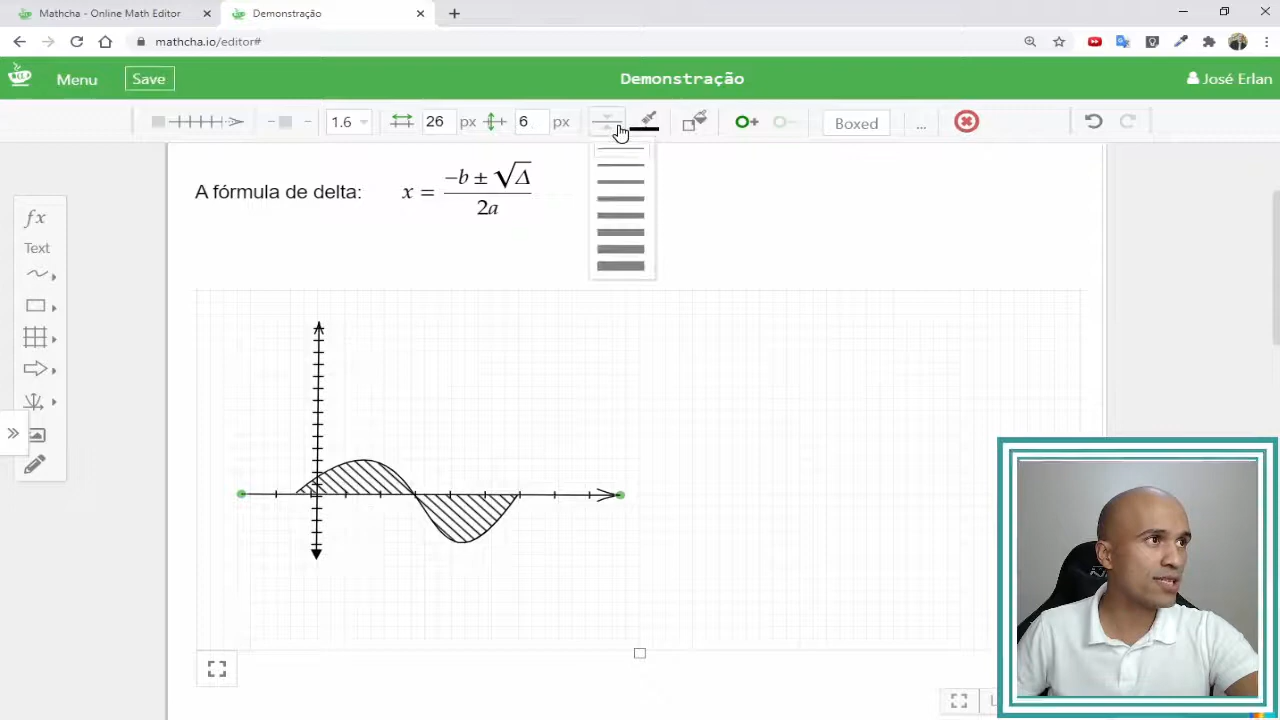 Mathcha - Online Math Editor
Demonstração
mathcha.io/editor#
Menu
Save
Demonstração
José Erlan
1.6
26 px
6 px
Boxed
...
A fórmula de delta: x = −b ± √Δ / 2a
fx
Text